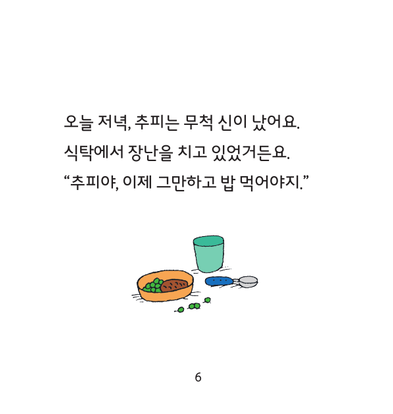 오늘 저녁, 추피는 무척 신이 났어요.
식탁에서 장난을 치고 있었거든요.
“추피야, 이제 그만하고 밥 먹어야지.”
6